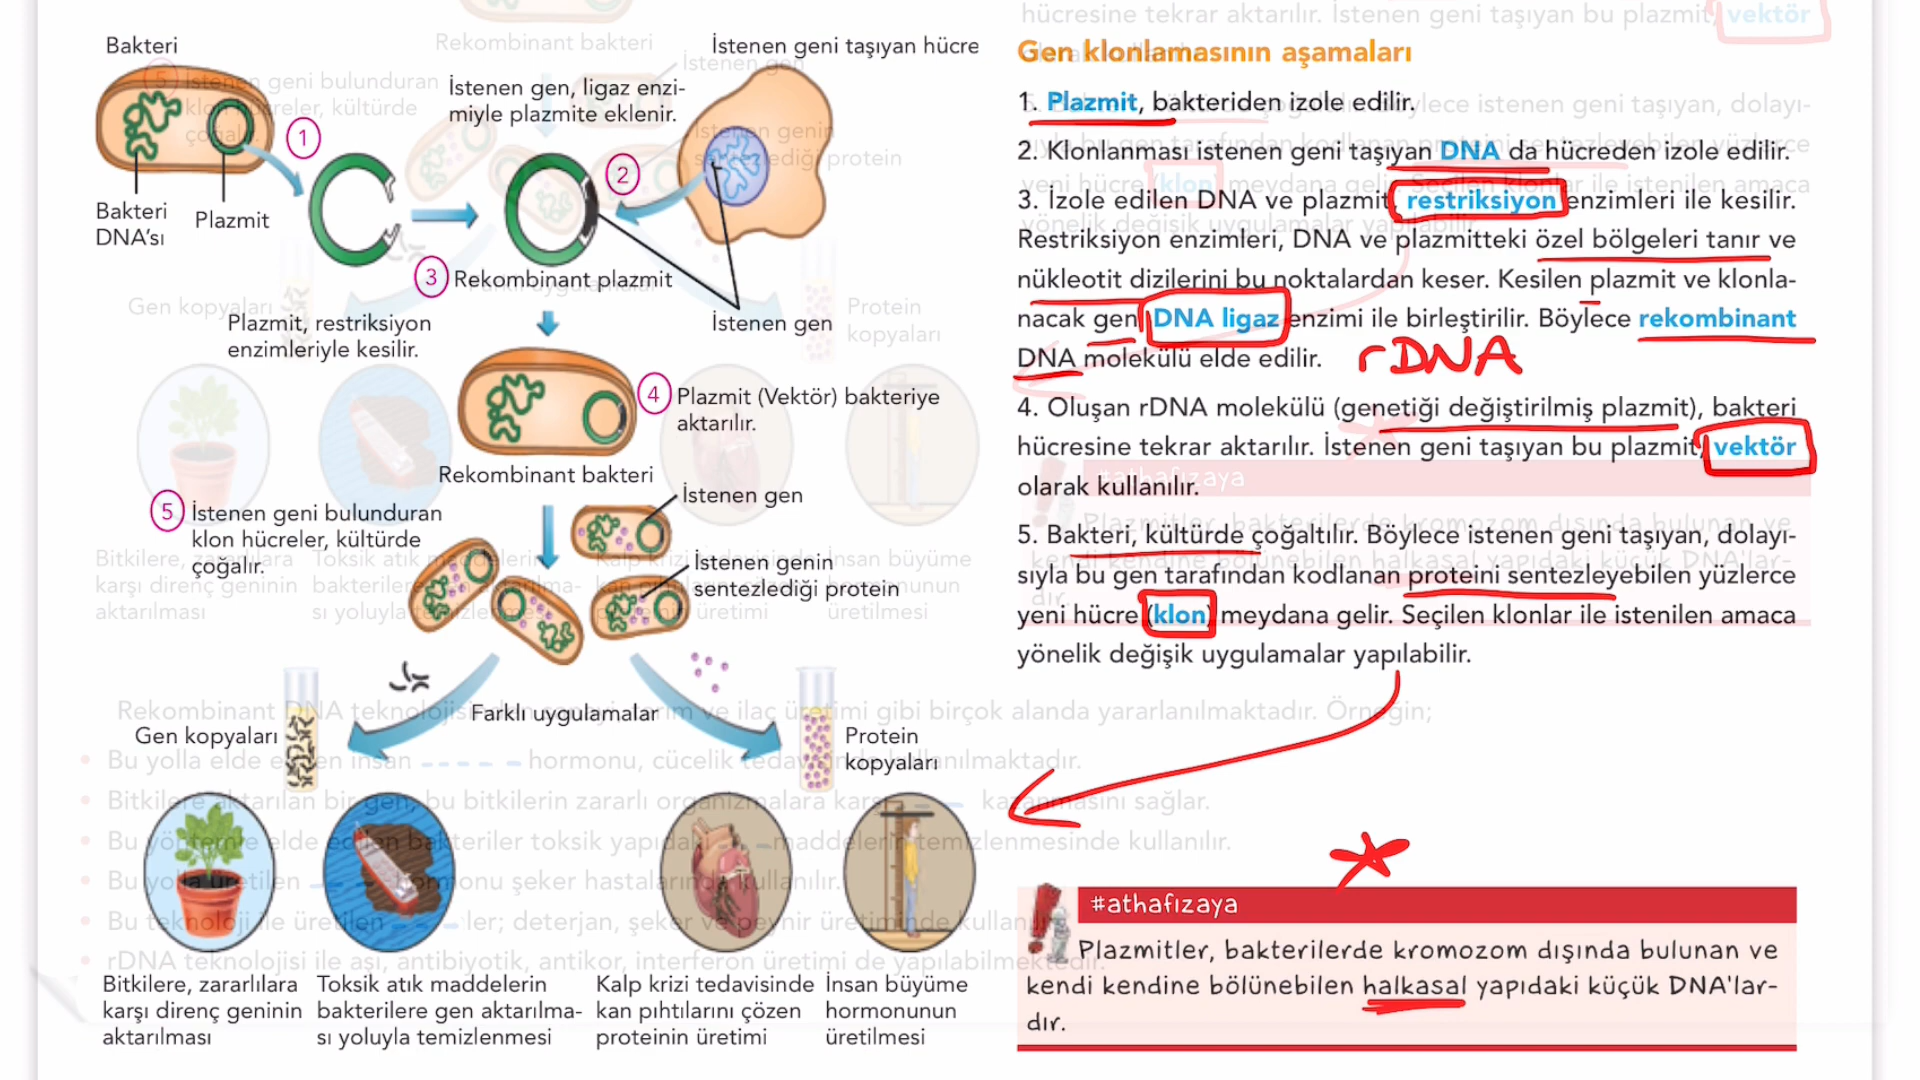 Bakteri
İstenen geni taşıyan hücre
İstenen gen, ligaz enzi-
miyle plazmite eklenir.
1
2
Bakteri
DNA'sı
Plazmit
3 Rekombinant plazmit
Plazmit, restriksiyon
enzimleriyle kesilir.
İstenen gen
4 Plazmit (Vektör) bakteriye
aktarılır.
Rekombinant bakteri
5 İstenen geni bulunduran
klon hücreler, kültürde
çoğalır.
İstenen gen
İstenen genin
sentezlediği protein
Farklı uygulamalar
Gen kopyaları
Protein
kopyaları
Bitkilere, zararlılara
karşı direnç geninin
aktarılması
Toksik atık maddelerin
bakterilere gen aktarılma-
sı yoluyla temizlenmesi
Kalp krizi tedavisinde
kan pıhtılarını çözen
proteinin üretimi
İnsan büyüme
hormonunun
üretilmesi
Gen klonlamasının aşamaları
1. Plazmit, bakteriden izole edilir.
2. Klonlanması istenen geni taşıyan DNA da hücreden izole edilir.
3. İzole edilen DNA ve plazmit, restriksiyon enzimleri ile kesilir.
Restriksiyon enzimleri, DNA ve plazmitteki özel bölgeleri tanır ve
nükleotit dizilerini bu noktalardan keser. Kesilen plazmit ve klonla-
nacak gen DNA ligaz enzimi ile birleştirilir. Böylece rekombinant
DNA molekülü elde edilir. rDNA
4. Oluşan rDNA molekülü (genetiği değiştirilmiş plazmit), bakteri
hücresine tekrar aktarılır. İstenen geni taşıyan bu plazmit, vektör
olarak kullanılır.
5. Bakteri, kültürde çoğaltılır. Böylece istenen geni taşıyan, dolayı-
sıyla bu gen tarafından kodlanan proteini sentezleyebilen yüzlerce
yeni hücre (klon) meydana gelir. Seçilen klonlar ile istenilen amaca
yönelik değişik uygulamalar yapılabilir.
#athafızaya
Plazmitler, bakterilerde kromozom dışında bulunan ve
kendi kendine bölünebilen halkasal yapıdaki küçük DNA'lar-
dır.